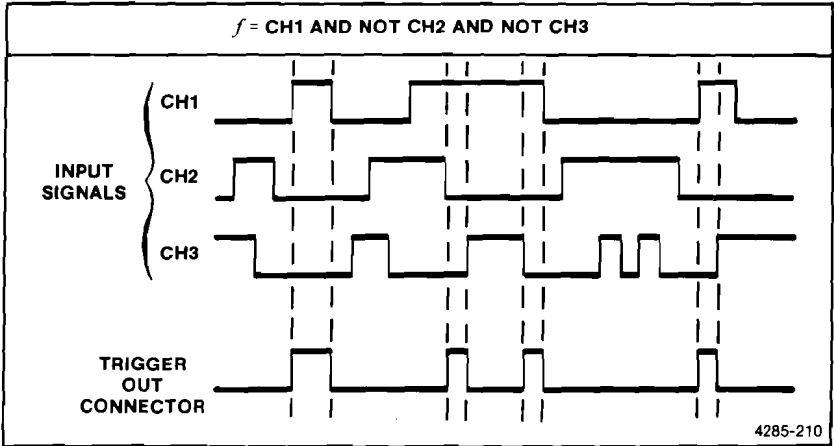 f = CH1 AND NOT CH2 AND NOT CH3
CH1
INPUT
SIGNALS
CH2
CH3
TRIGGER
OUT
CONNECTOR
4285-210